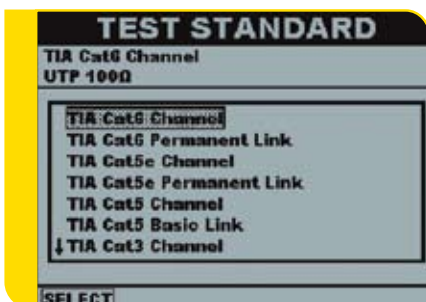 TEST STANDARD
TIA Cat6 Channel
UTP 100Ω
TIA Cat6 Channel
TIA Cat6 Permanent Link
TIA Cat5e Channel
TIA Cat5e Permanent Link
TIA Cat5 Channel
TIA Cat5 Basic Link
↓TIA Cat3 Channel
SELECT